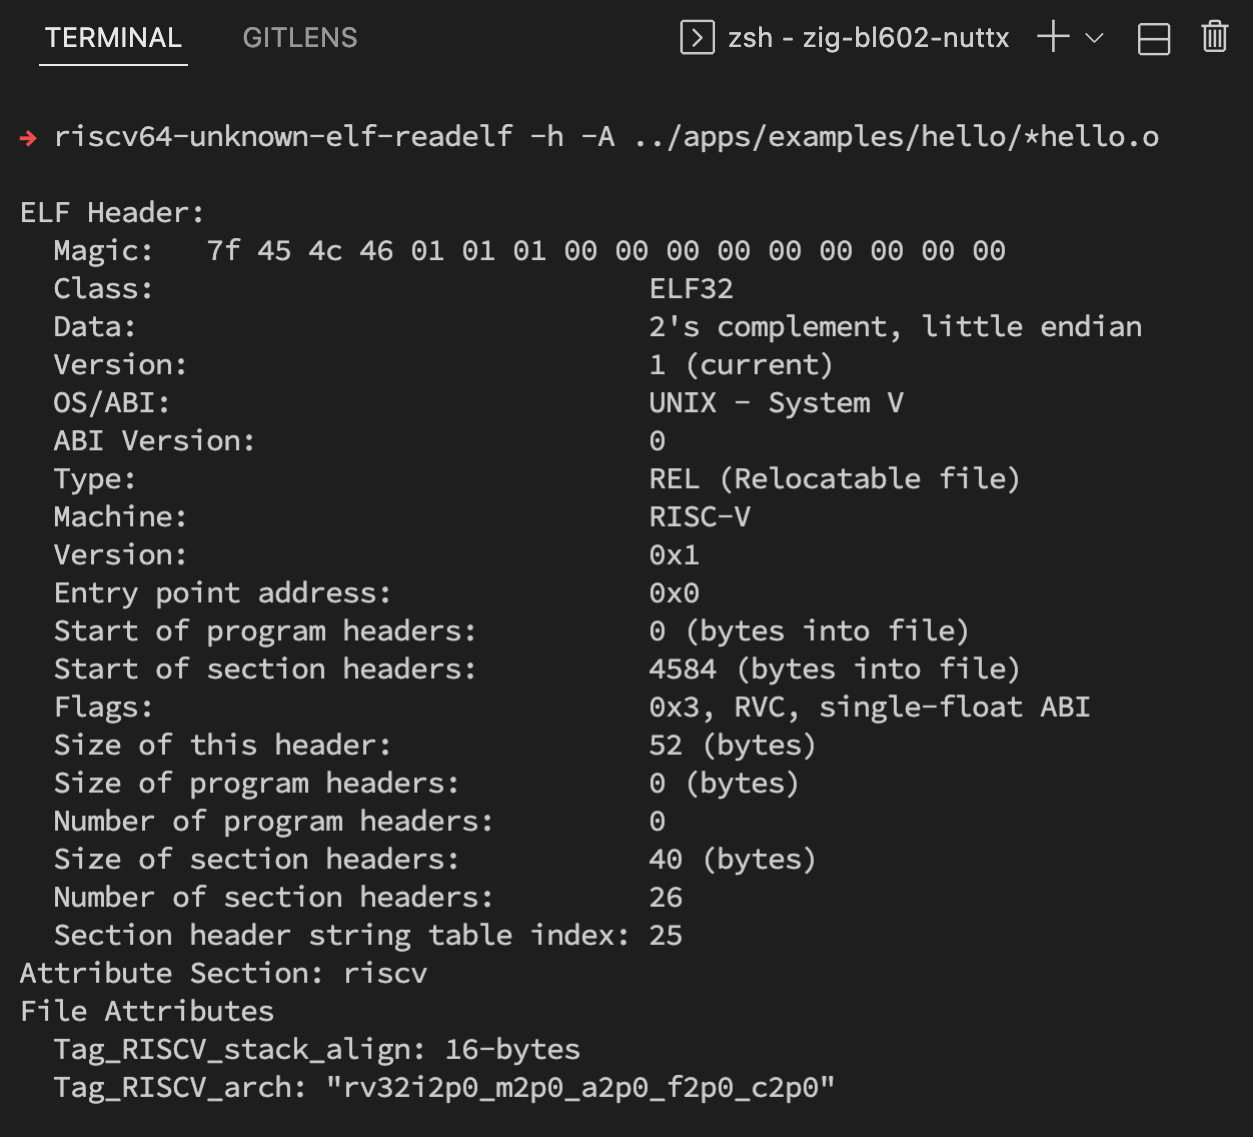 TERMINAL GITLENS zsh - zig-bl602-nuttx
→ riscv64-unknown-elf-readelf -h -A ../apps/examples/hello/*hello.o
ELF Header:
  Magic:   7f 45 4c 46 01 01 01 00 00 00 00 00 00 00 00 00
  Class:                             ELF32
  Data:                              2's complement, little endian
  Version:                           1 (current)
  OS/ABI:                            UNIX - System V
  ABI Version:                       0
  Type:                              REL (Relocatable file)
  Machine:                           RISC-V
  Version:                           0x1
  Entry point address:               0x0
  Start of program headers:          0 (bytes into file)
  Start of section headers:          4584 (bytes into file)
  Flags:                             0x3, RVC, single-float ABI
  Size of this header:               52 (bytes)
  Size of program headers:           0 (bytes)
  Number of program headers:         0
  Size of section headers:           40 (bytes)
  Number of section headers:         26
  Section header string table index: 25
Attribute Section: riscv
File Attributes
  Tag_RISCV_stack_align: 16-bytes
  Tag_RISCV_arch: "rv32i2p0_m2p0_a2p0_f2p0_c2p0"